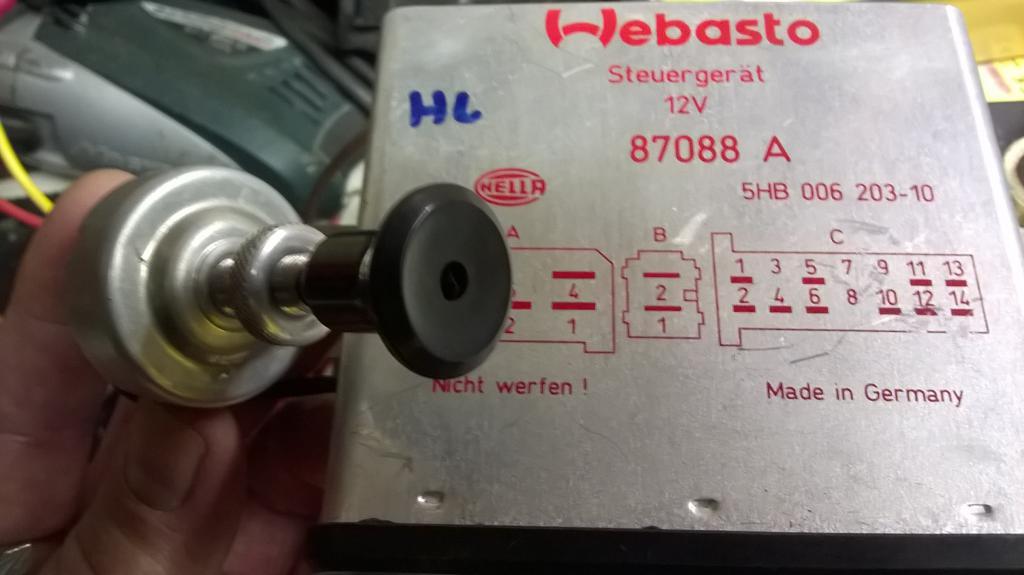 Webasto
Steuergerät
12V
HL
87088 A
HELLA
5HB 006 203-10
A B C
1 3 5 7 9 11 13
4 2 2 4 6 8 10 12 14
2 1 1
Nicht werfen !
Made in Germany